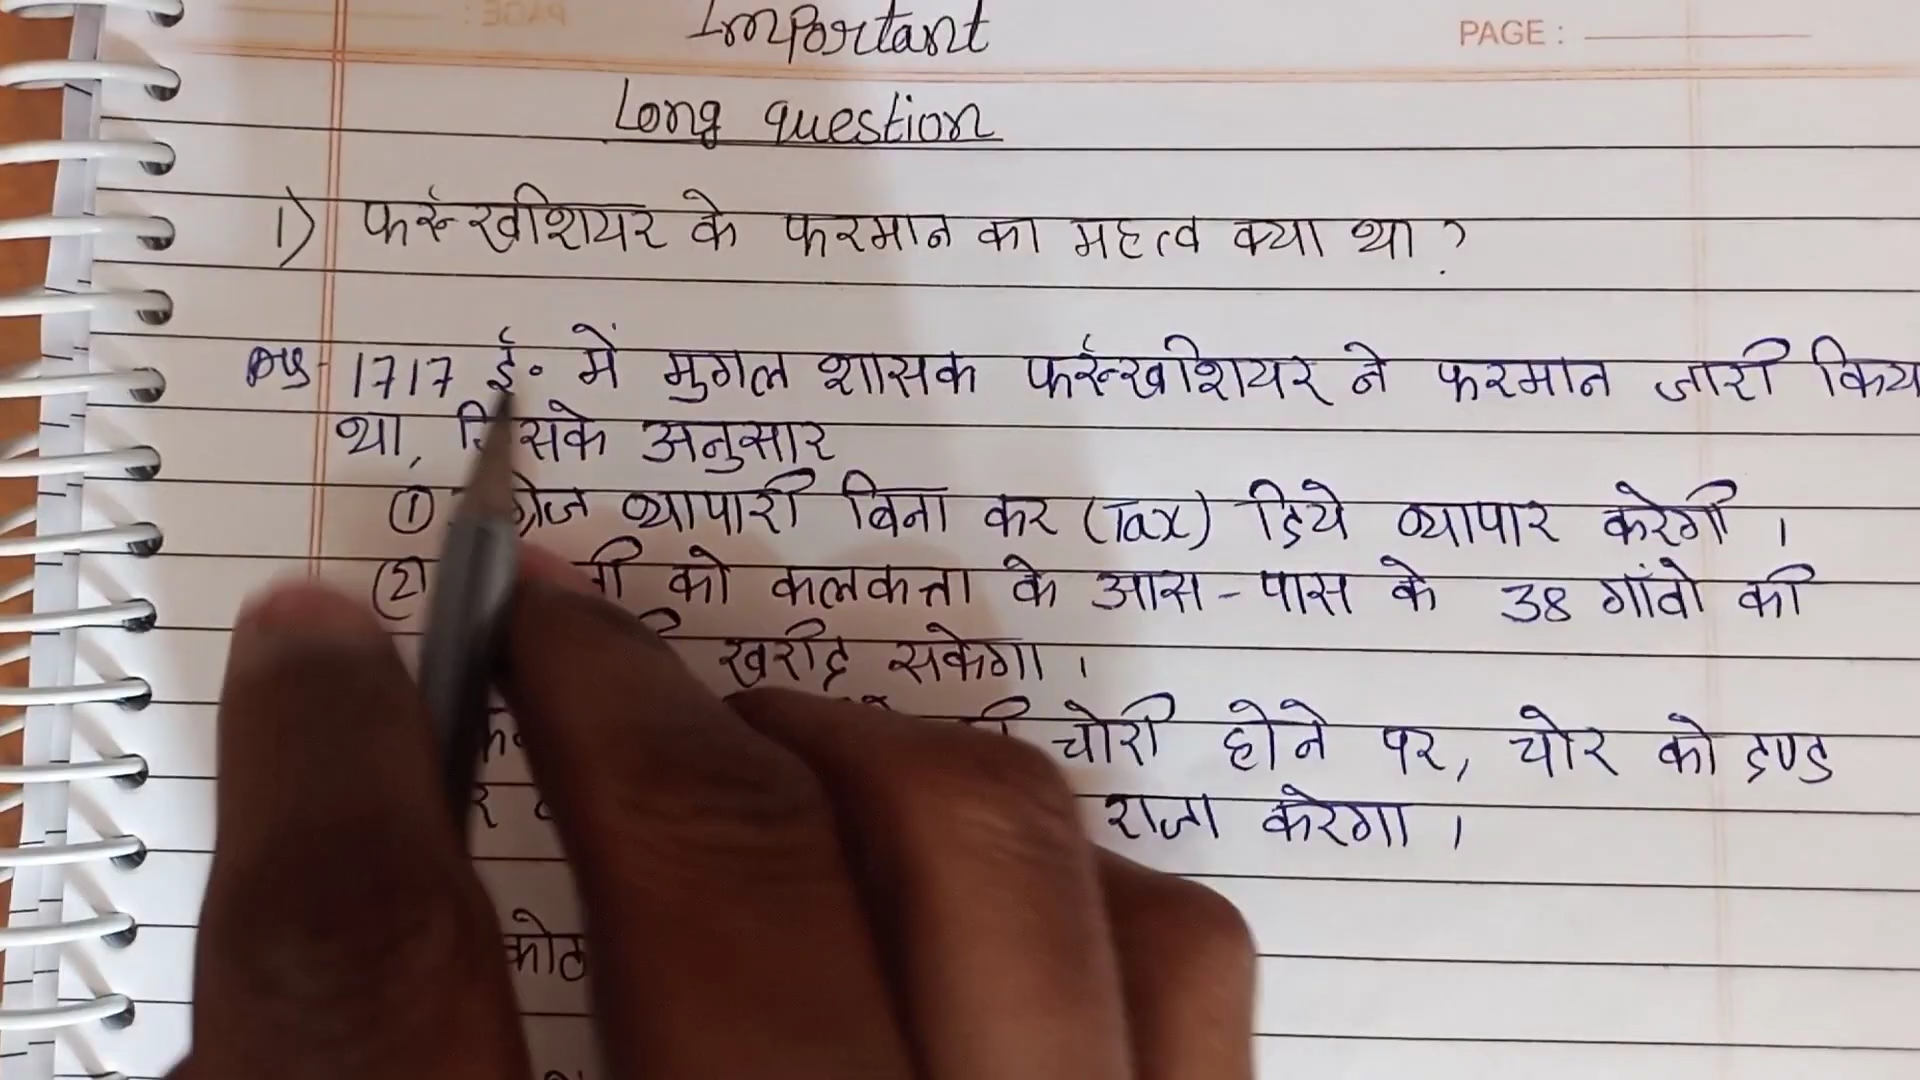 PAGE :
Important
Long question
1) फर्रूखशियर के फरमान का महत्व क्या था ?
Ans- 1717 ई॰ में मुगल शासक फर्रूखशियर ने फरमान जारी किय
था, के अनुसार
① व्यापारी बिना कर (Tax) दिये व्यापार करेगी ।
(2) को कलकत्ता के आस - पास के 38 गांवो की
खरीद सकेगा ।
चोरी होने पर, चोर को दण्ड
राजा करेगा ।